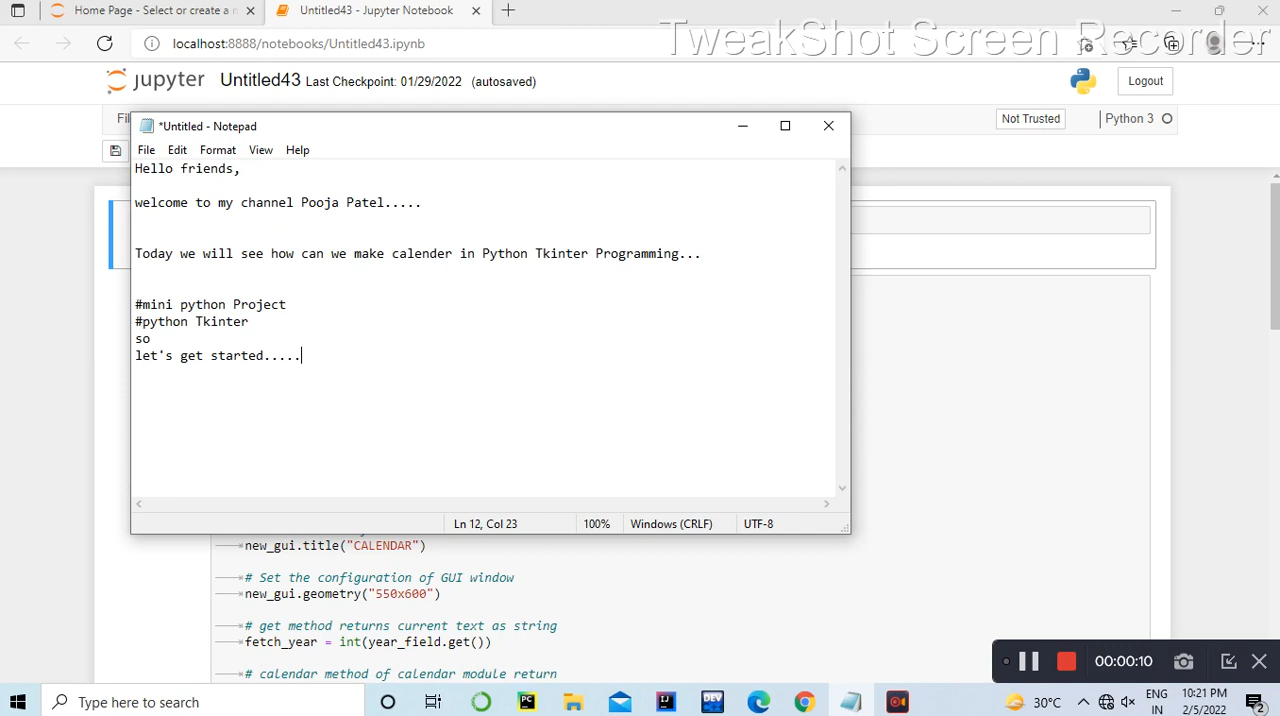 Home Page - Select or create a n
Untitled43 - Jupyter Notebook
TweakShot Screen Recorder
localhost:8888/notebooks/Untitled43.ipynb
jupyter Untitled43 Last Checkpoint: 01/29/2022 (autosaved)
Logout
Fil
Not Trusted
Python 3
*Untitled - Notepad
File Edit Format View Help
Hello friends,
welcome to my channel Pooja Patel.....
Today we will see how can we make calender in Python Tkinter Programming...
#mini python Project
#python Tkinter
so
let's get started.....
Ln 12, Col 23 100% Windows (CRLF) UTF-8
new_gui.title("CALENDAR")
# Set the configuration of GUI window
new_gui.geometry("550x600")
# get method returns current text as string
fetch_year = int(year_field.get())
# calendar method of calendar module return
00:00:10
Type here to search
PC
IJ
DEV
30°C
ENG
IN
10:21 PM
2/5/2022
2